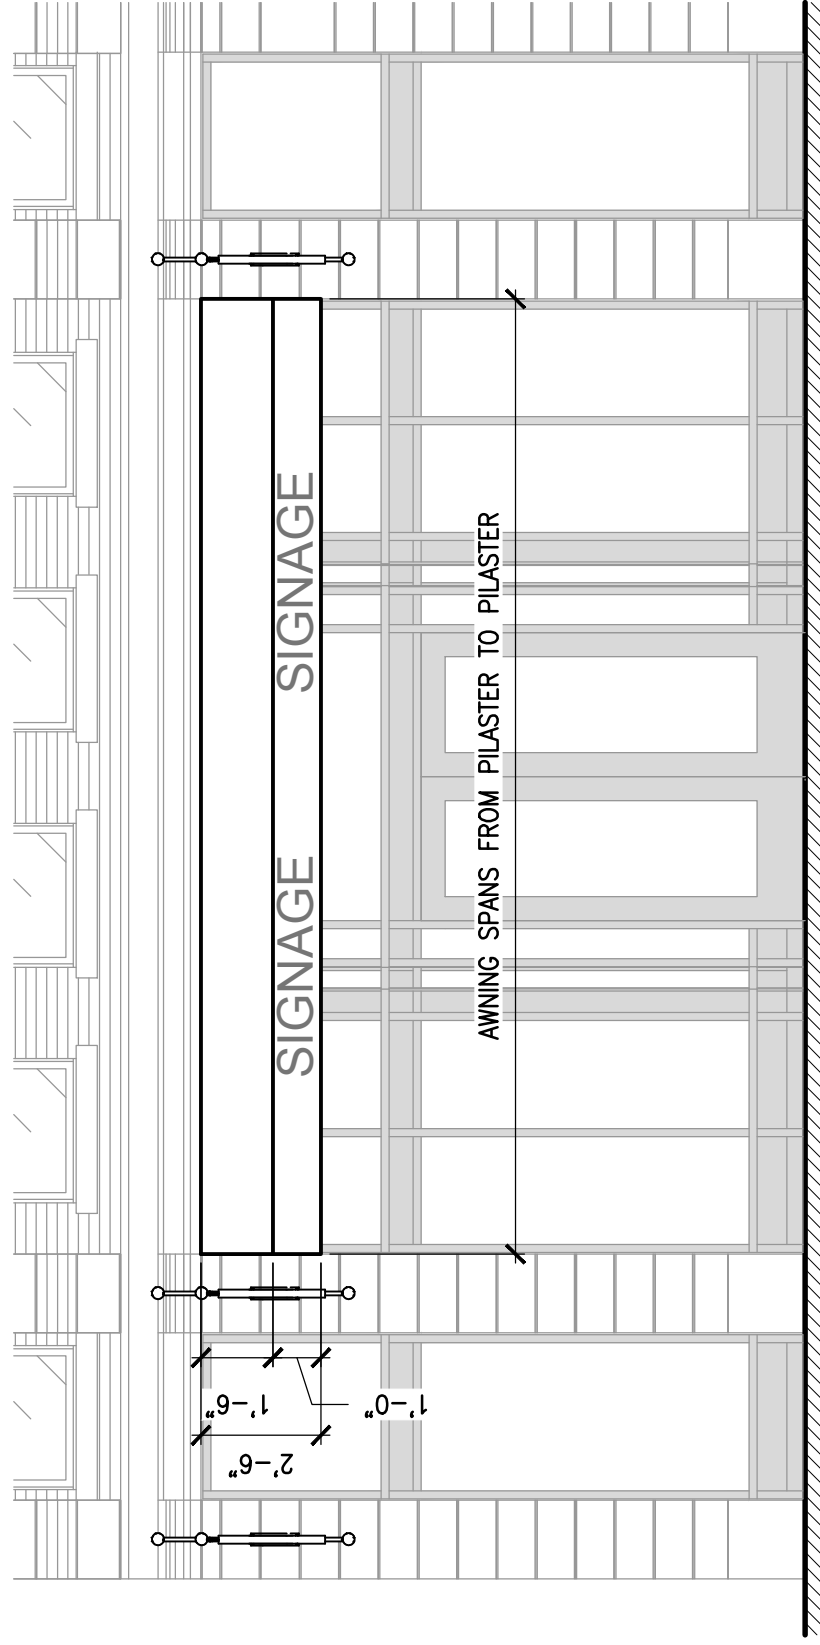 SIGNAGE
SIGNAGE
AWNING SPANS FROM PILASTER TO PILASTER
1'-6"
1'-0"
2'-6"